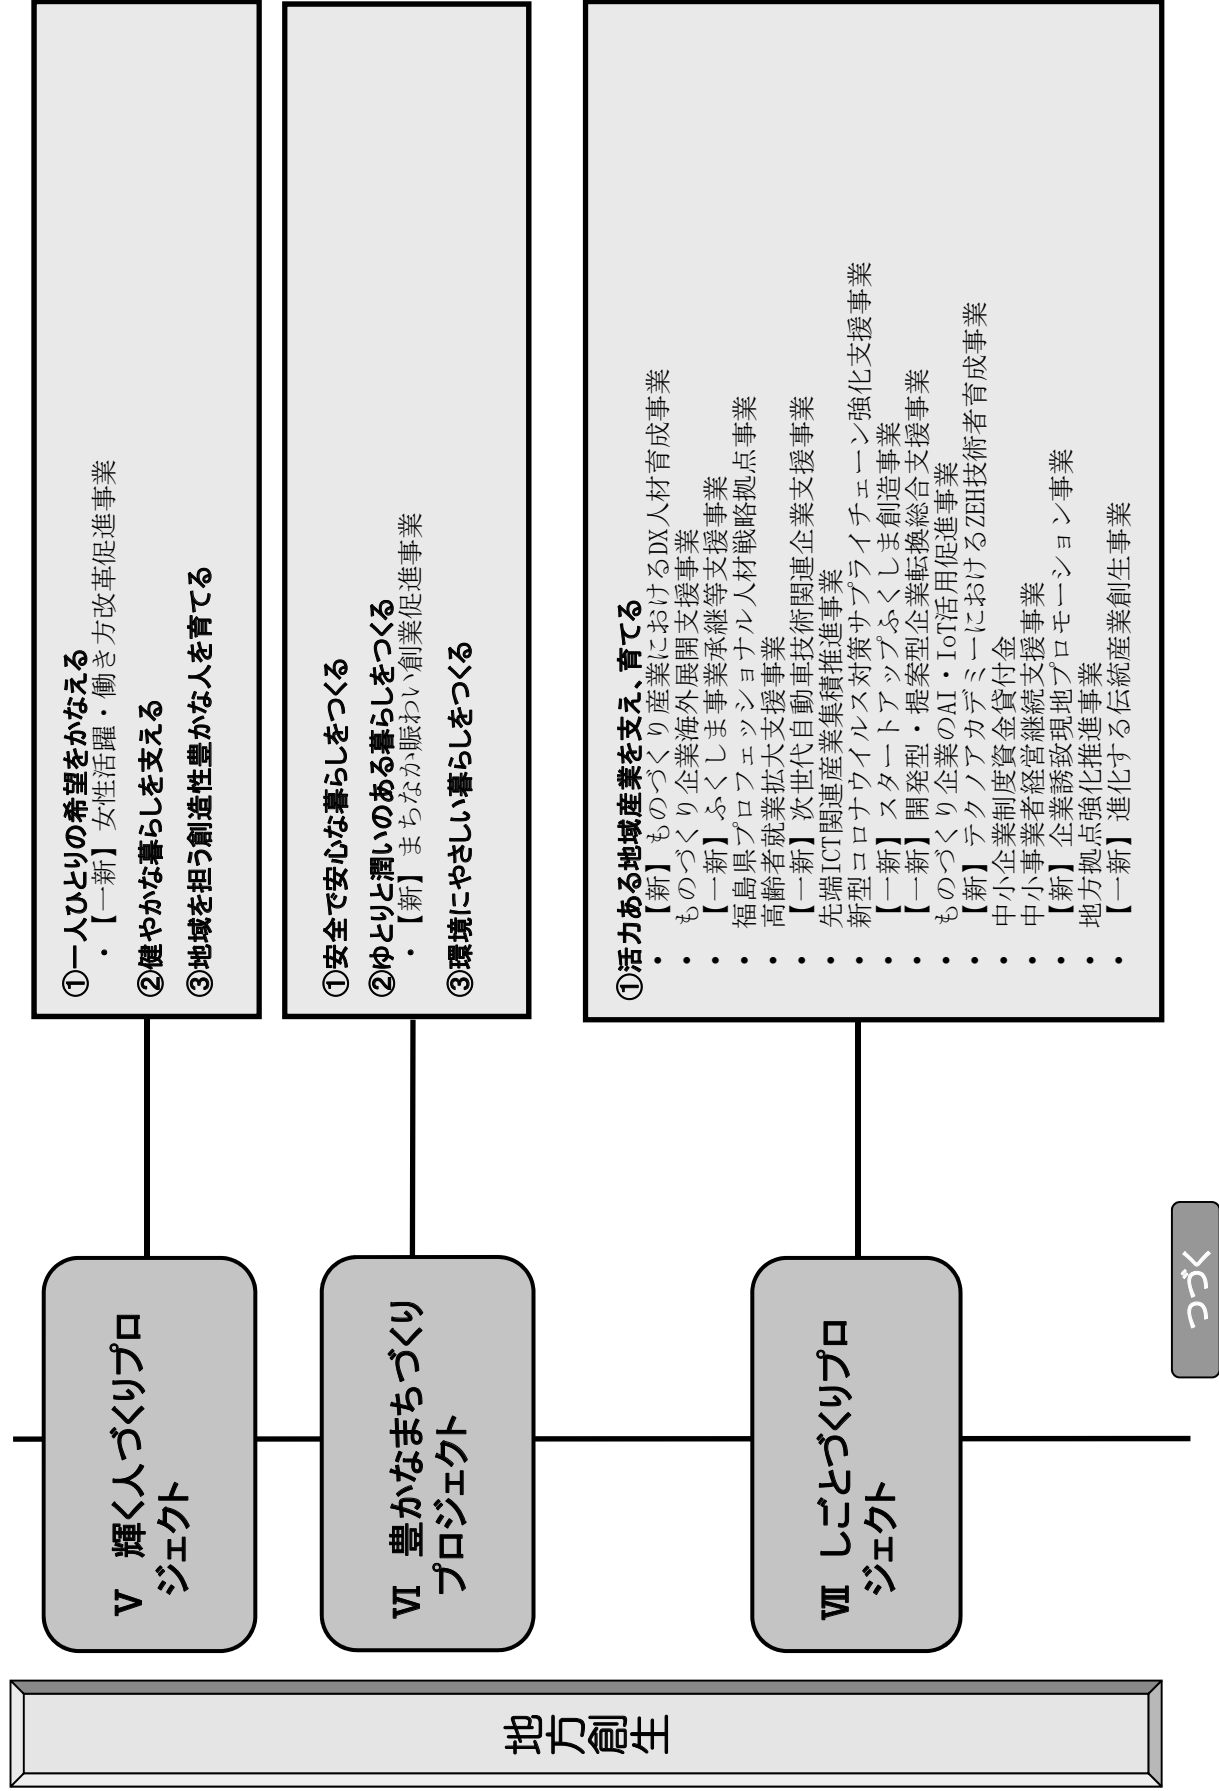 地方創生
Ⅴ 輝く人づくりプロ
ジェクト
①一人ひとりの希望をかなえる
・【一新】女性活躍・働き方改革促進事業
②健やかな暮らしを支える
③地域を担う創造性豊かな人を育てる
Ⅵ 豊かなまちづくり
プロジェクト
①安全で安心な暮らしをつくる
②ゆとりと潤いのある暮らしをつくる
・【新】まちなか賑わい創業促進事業
③環境にやさしい暮らしをつくる
Ⅶ しごとづくりプロ
ジェクト
①活力ある地域産業を支え、育てる
・【新】ものづくり産業におけるDX人材育成事業
・ものづくり企業海外展開支援事業
・【一新】ふくしま事業承継等支援事業
・福島県プロフェッショナル人材戦略拠点事業
・高齢者就業拡大支援事業
・【一新】次世代自動車技術関連企業支援事業
・先端ICT関連産業集積推進事業
・新型コロナウイルス対策サプライチェーン強化支援事業
・【一新】スタートアップふくしま創造事業
・【一新】開発型・提案型企業転換総合支援事業
・ものづくり企業のAI・IoT活用促進事業
・【新】テクノアカデミーにおけるZEH技術者育成事業
・中小企業制度資金貸付金
・中小事業者経営継続支援事業
・【新】企業誘致現地プロモーション事業
・地方拠点強化推進事業
・【一新】進化する伝統産業創生事業
つづく